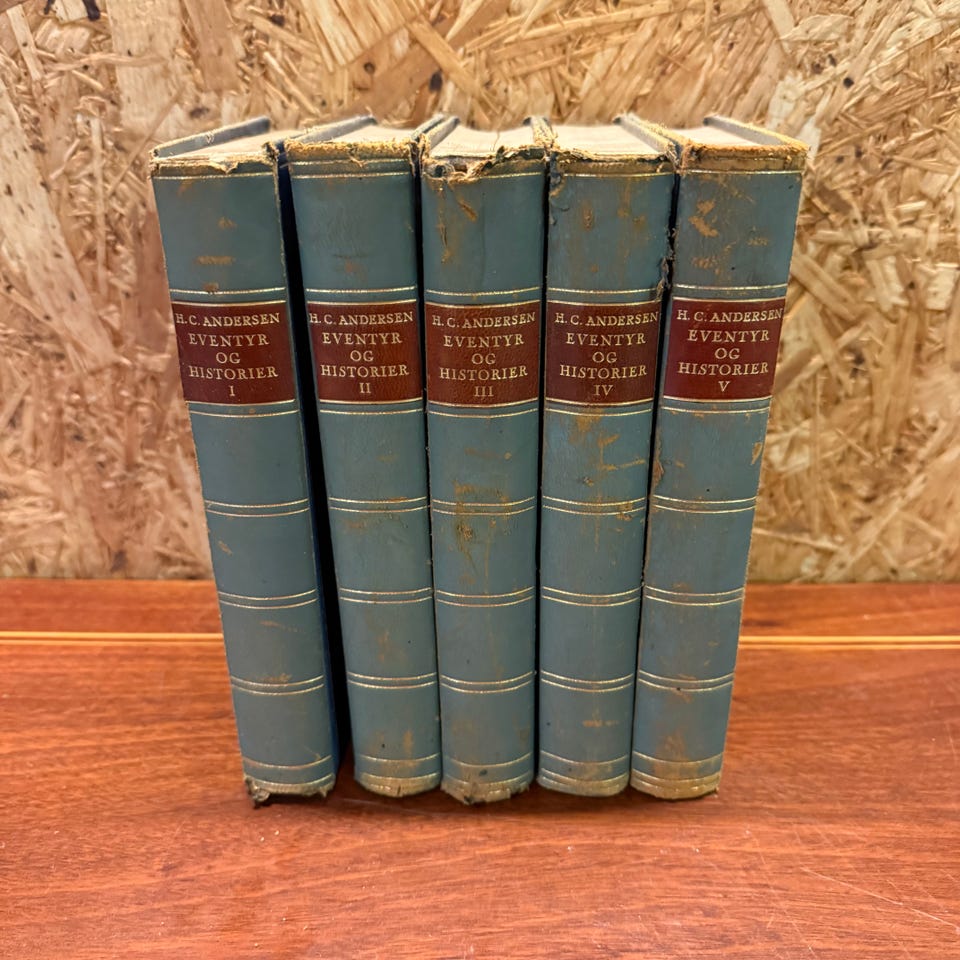 H. C. ANDERSEN
EVENTYR
OG
HISTORIER
I
H. C. ANDERSEN
EVENTYR
OG
HISTORIER
II
H. C. ANDERSEN
EVENTYR
OG
HISTORIER
III
H. C. ANDERSEN
EVENTYR
OG
HISTORIER
IV
H. C. ANDERSEN
EVENTYR
OG
HISTORIER
V